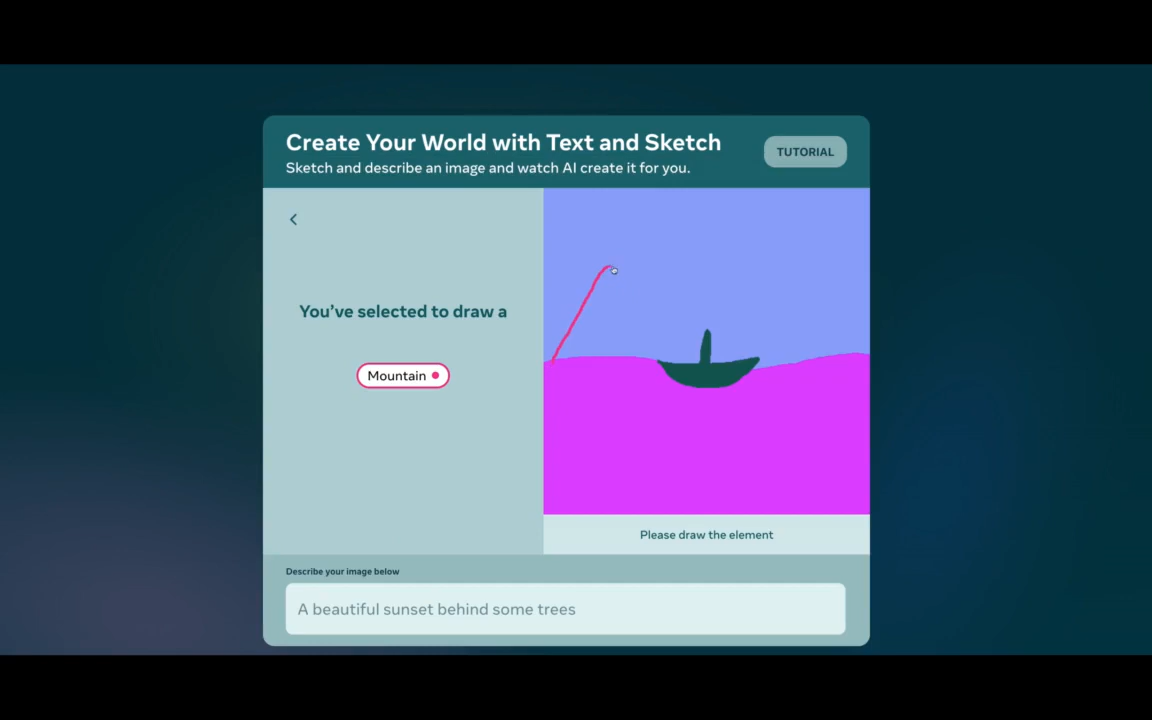 Create Your World with Text and Sketch
Sketch and describe an image and watch AI create it for you.
TUTORIAL
You’ve selected to draw a
Mountain
Please draw the element
Describe your image below
A beautiful sunset behind some trees